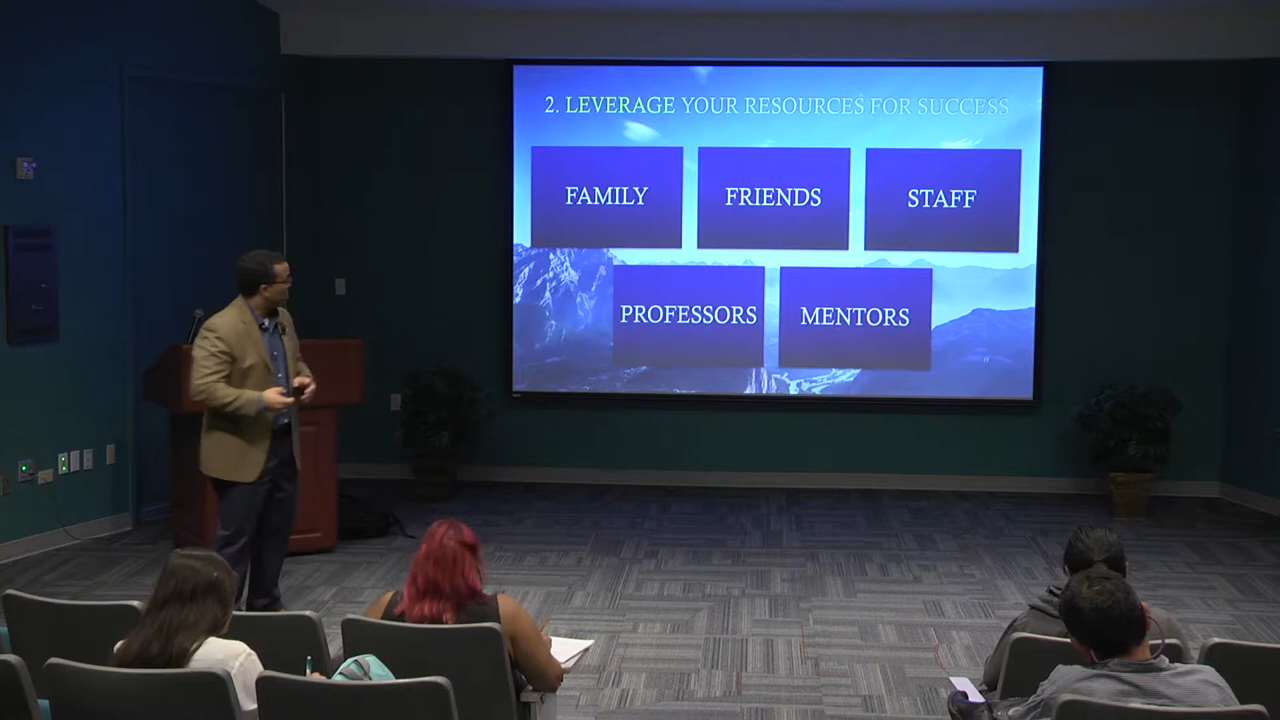 2. LEVERAGE YOUR RESOURCES FOR SUCCESS
FAMILY FRIENDS STAFF
PROFESSORS MENTORS